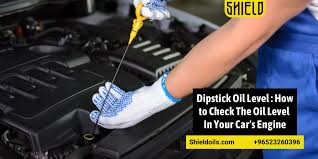 SHIELD
Dipstick Oil Level : How
to Check The Oil Level
In Your Car's Engine
Shieldoils.com
+96523260396